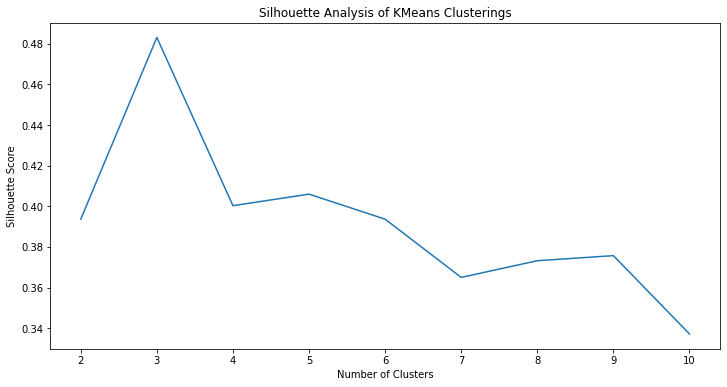 Silhouette Analysis of KMeans Clusterings
Silhouette Score
0.48
0.46
0.44
0.42
0.40
0.38
0.36
0.34
2 3 4 5 6 7 8 9 10
Number of Clusters